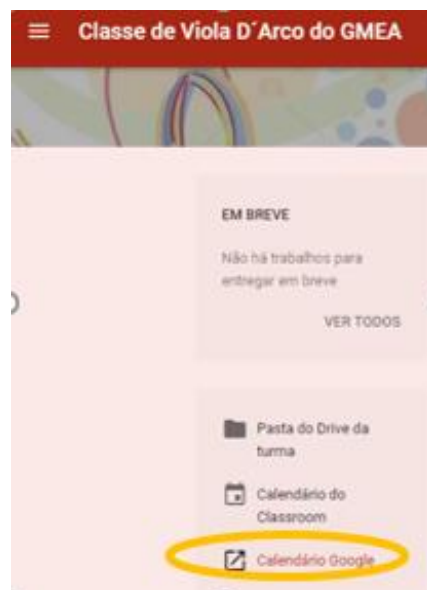 Classe de Viola D´Arco do GMEA
EM BREVE
Não há trabalhos para
entregar em breve
VER TODOS
Pasta do Drive da
turma
Calendário do
Classroom
Calendário Google